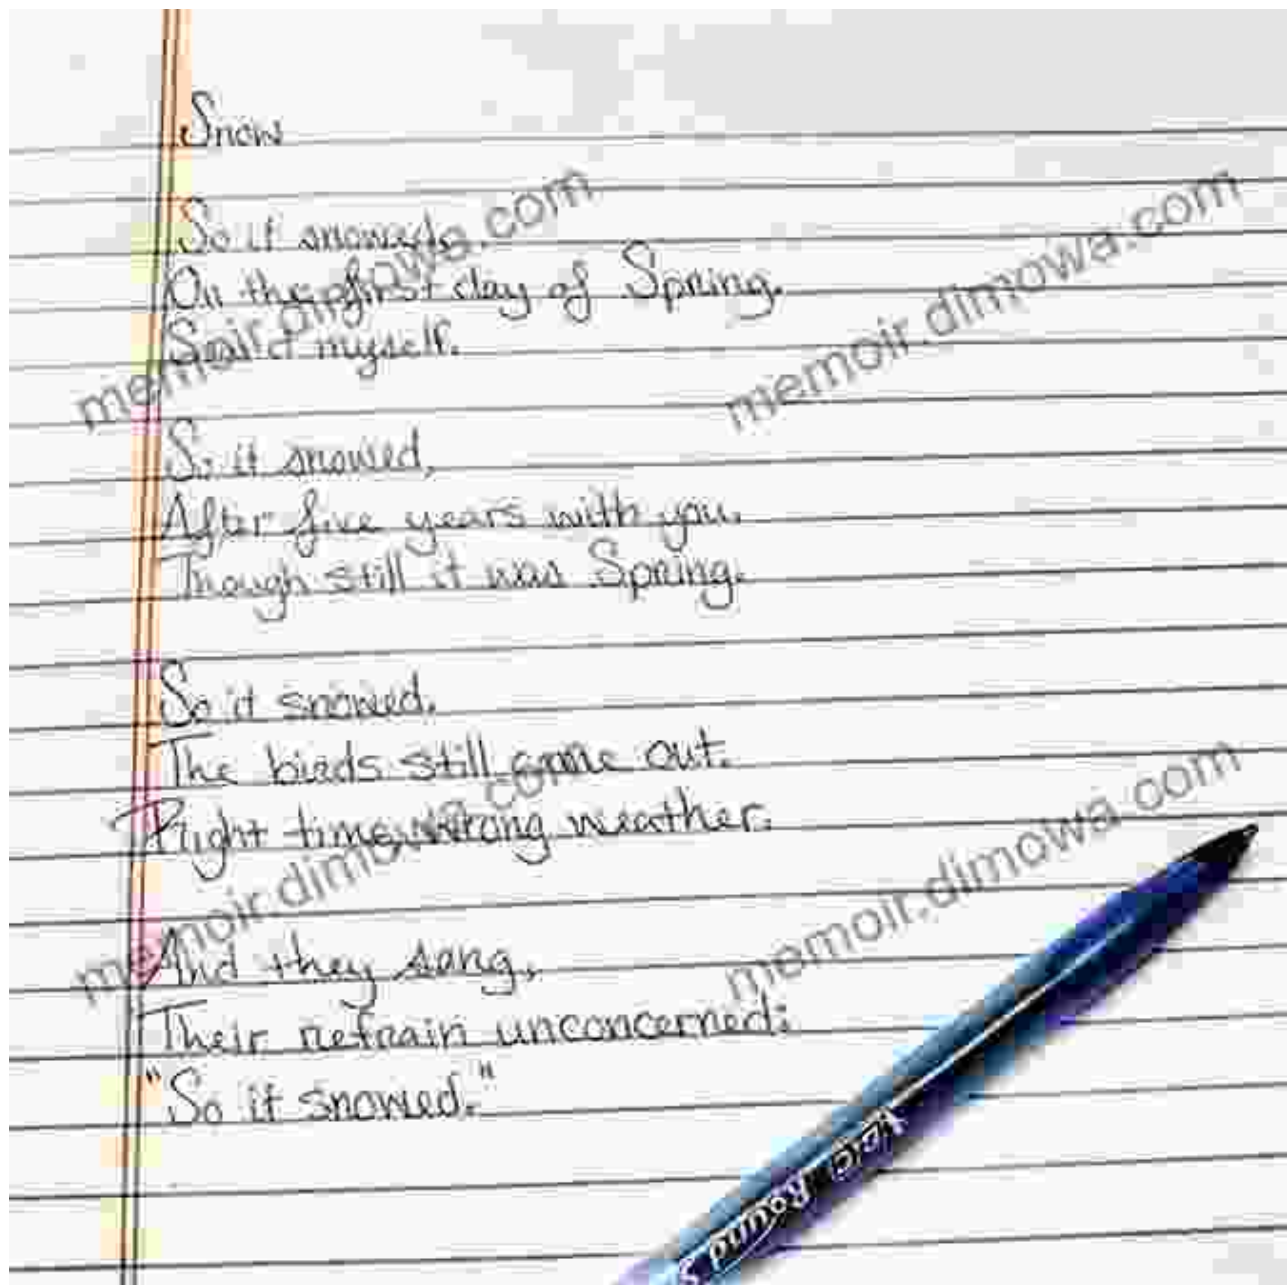 Snow
So it snowed,
On the first day of Spring.
Said I myself.
So it snowed,
After five years with you.
Though still it was Spring.
So it snowed.
The birds still came out.
Right time, wrong weather.
And they sang,
Their refrain unconcerned:
"So it snowed."
Round S
memoir.dimowa.com
memoir.dimowa.com
memoir.dimowa.com
memoir.dimowa.com